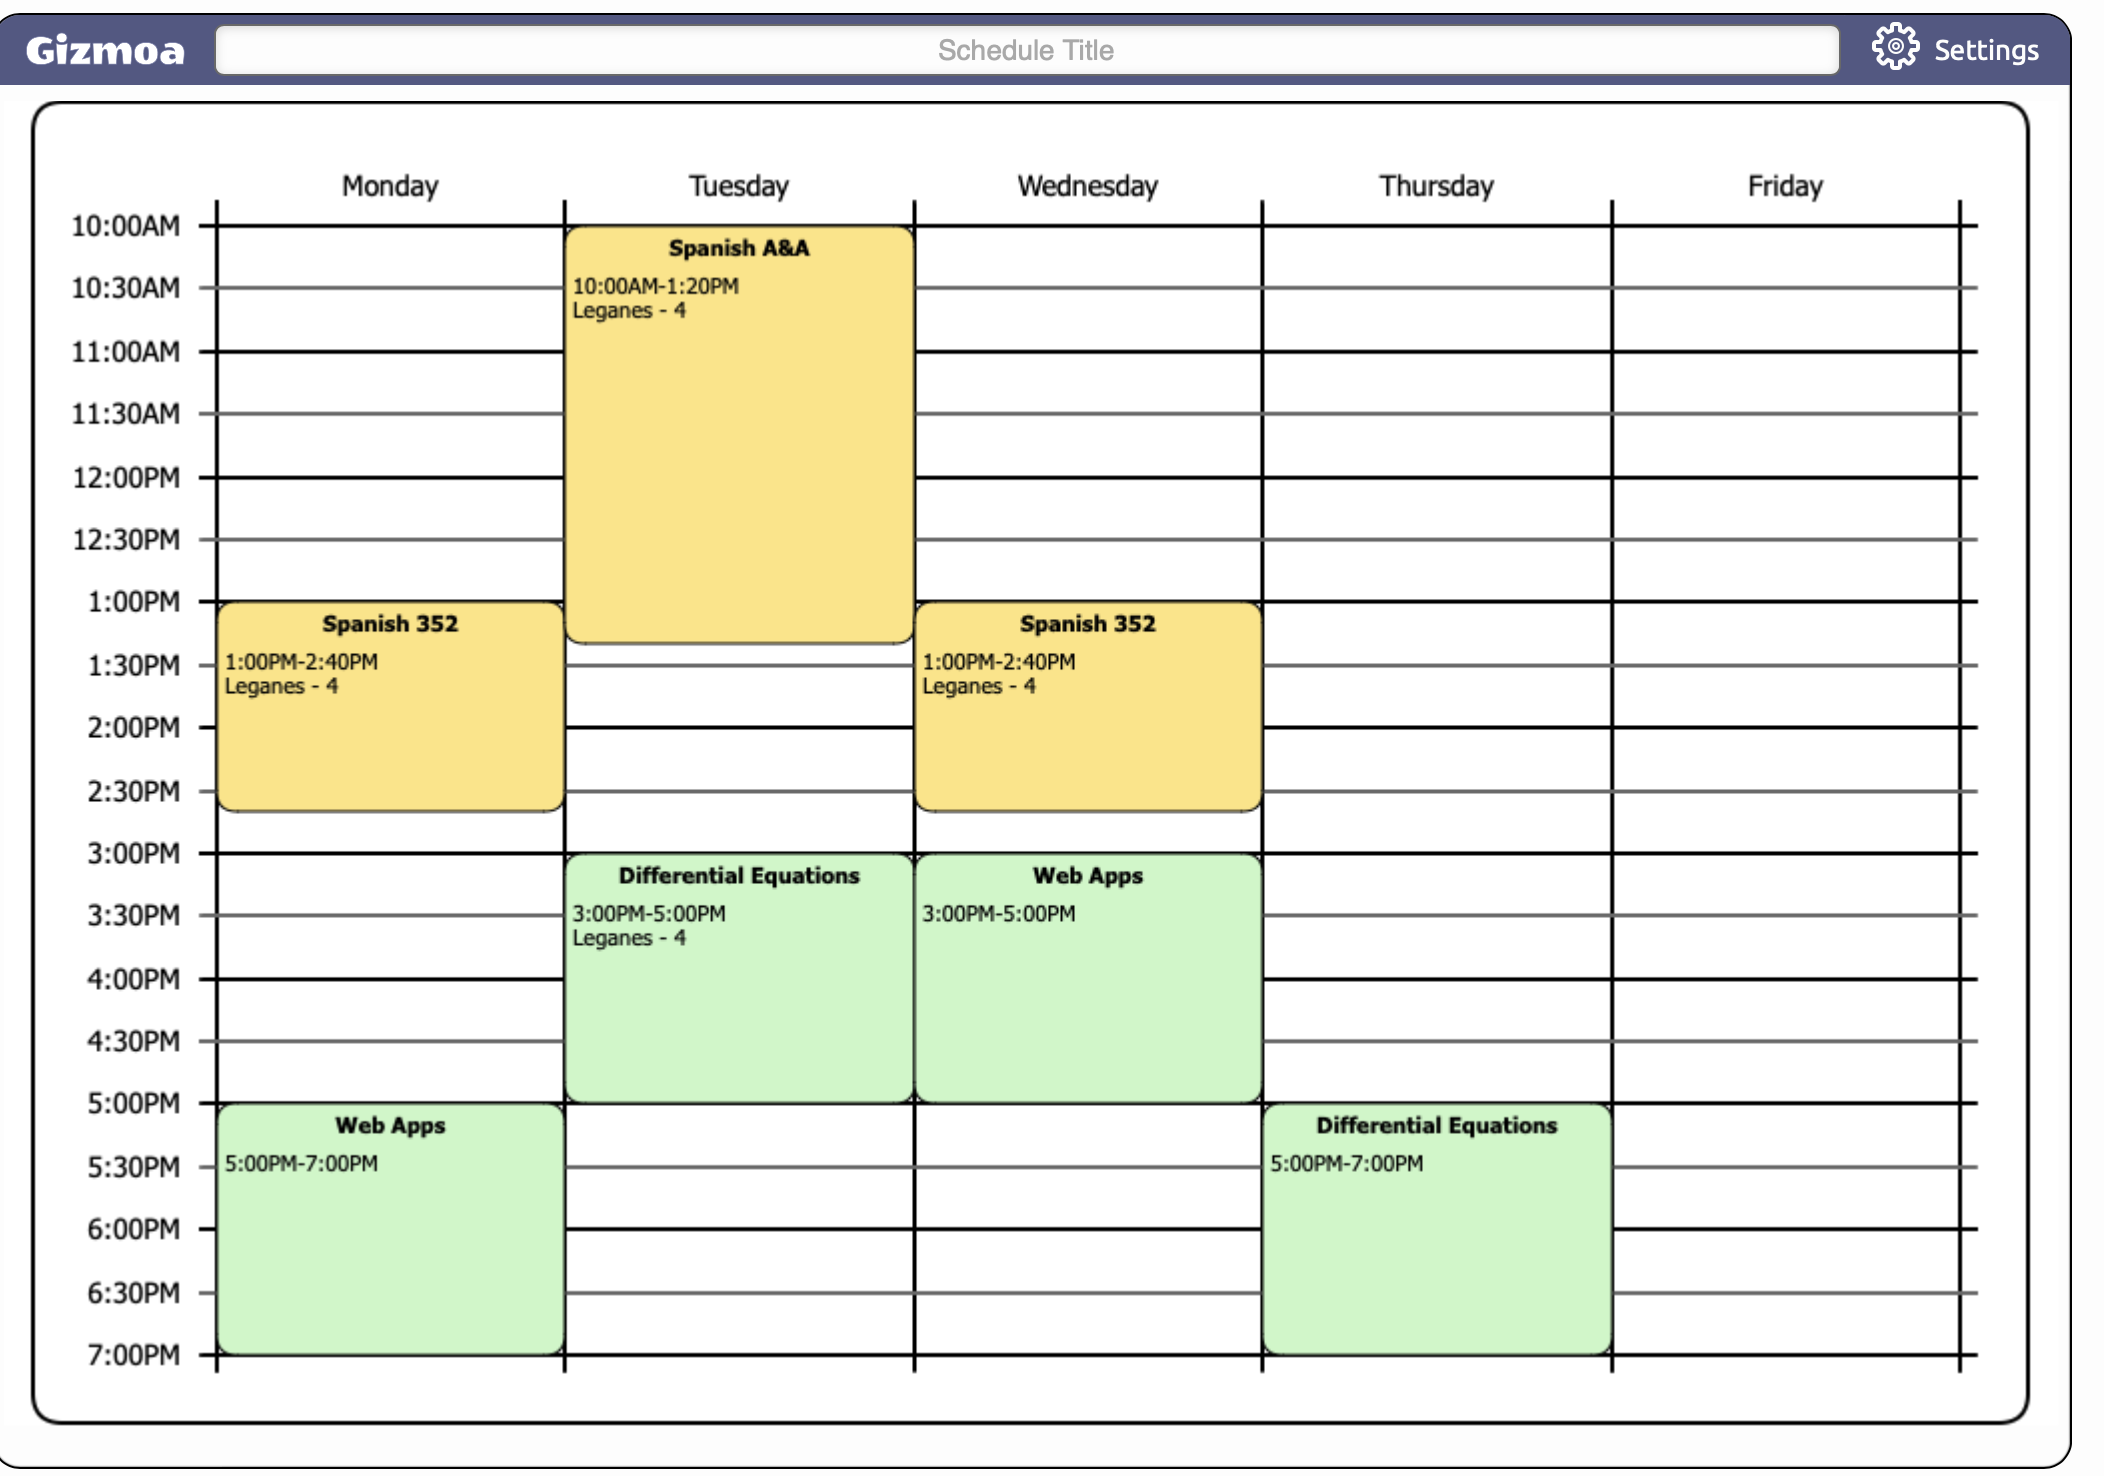 Gizmoa
Schedule Title
Settings
Monday Tuesday Wednesday Thursday Friday
10:00AM
Spanish A&A
10:30AM
10:00AM-1:20PM
Leganes - 4
11:00AM
11:30AM
12:00PM
12:30PM
1:00PM
Spanish 352
1:00PM-2:40PM
Leganes - 4
Spanish 352
1:00PM-2:40PM
Leganes - 4
1:30PM
2:00PM
2:30PM
3:00PM
Differential Equations
3:00PM-5:00PM
Leganes - 4
Web Apps
3:00PM-5:00PM
3:30PM
4:00PM
4:30PM
5:00PM
Web Apps
5:00PM-7:00PM
Differential Equations
5:00PM-7:00PM
5:30PM
6:00PM
6:30PM
7:00PM